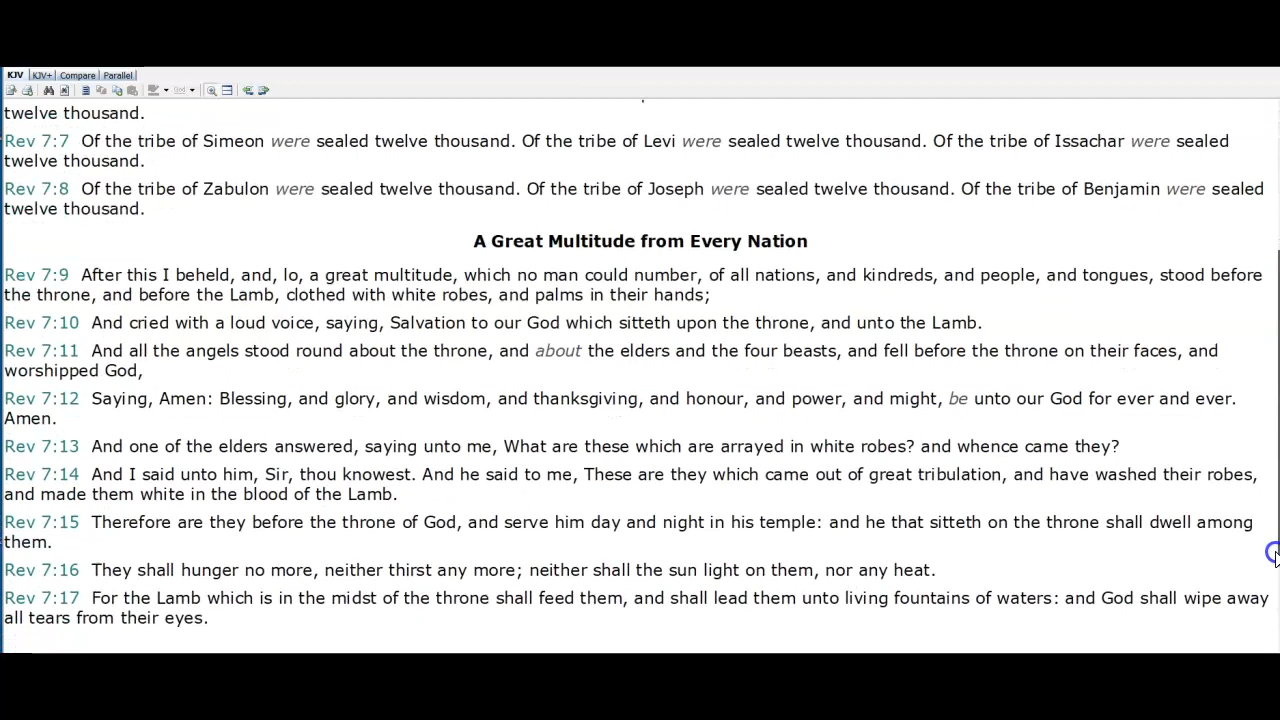 KJV KJV+ Compare Parallel
twelve thousand.
Rev 7:7 Of the tribe of Simeon were sealed twelve thousand. Of the tribe of Levi were sealed twelve thousand. Of the tribe of Issachar were sealed
twelve thousand.
Rev 7:8 Of the tribe of Zabulon were sealed twelve thousand. Of the tribe of Joseph were sealed twelve thousand. Of the tribe of Benjamin were sealed
twelve thousand.
A Great Multitude from Every Nation
Rev 7:9 After this I beheld, and, lo, a great multitude, which no man could number, of all nations, and kindreds, and people, and tongues, stood before
the throne, and before the Lamb, clothed with white robes, and palms in their hands;
Rev 7:10 And cried with a loud voice, saying, Salvation to our God which sitteth upon the throne, and unto the Lamb.
Rev 7:11 And all the angels stood round about the throne, and about the elders and the four beasts, and fell before the throne on their faces, and
worshipped God,
Rev 7:12 Saying, Amen: Blessing, and glory, and wisdom, and thanksgiving, and honour, and power, and might, be unto our God for ever and ever.
Amen.
Rev 7:13 And one of the elders answered, saying unto me, What are these which are arrayed in white robes? and whence came they?
Rev 7:14 And I said unto him, Sir, thou knowest. And he said to me, These are they which came out of great tribulation, and have washed their robes,
and made them white in the blood of the Lamb.
Rev 7:15 Therefore are they before the throne of God, and serve him day and night in his temple: and he that sitteth on the throne shall dwell among
them.
Rev 7:16 They shall hunger no more, neither thirst any more; neither shall the sun light on them, nor any heat.
Rev 7:17 For the Lamb which is in the midst of the throne shall feed them, and shall lead them unto living fountains of waters: and God shall wipe away
all tears from their eyes.